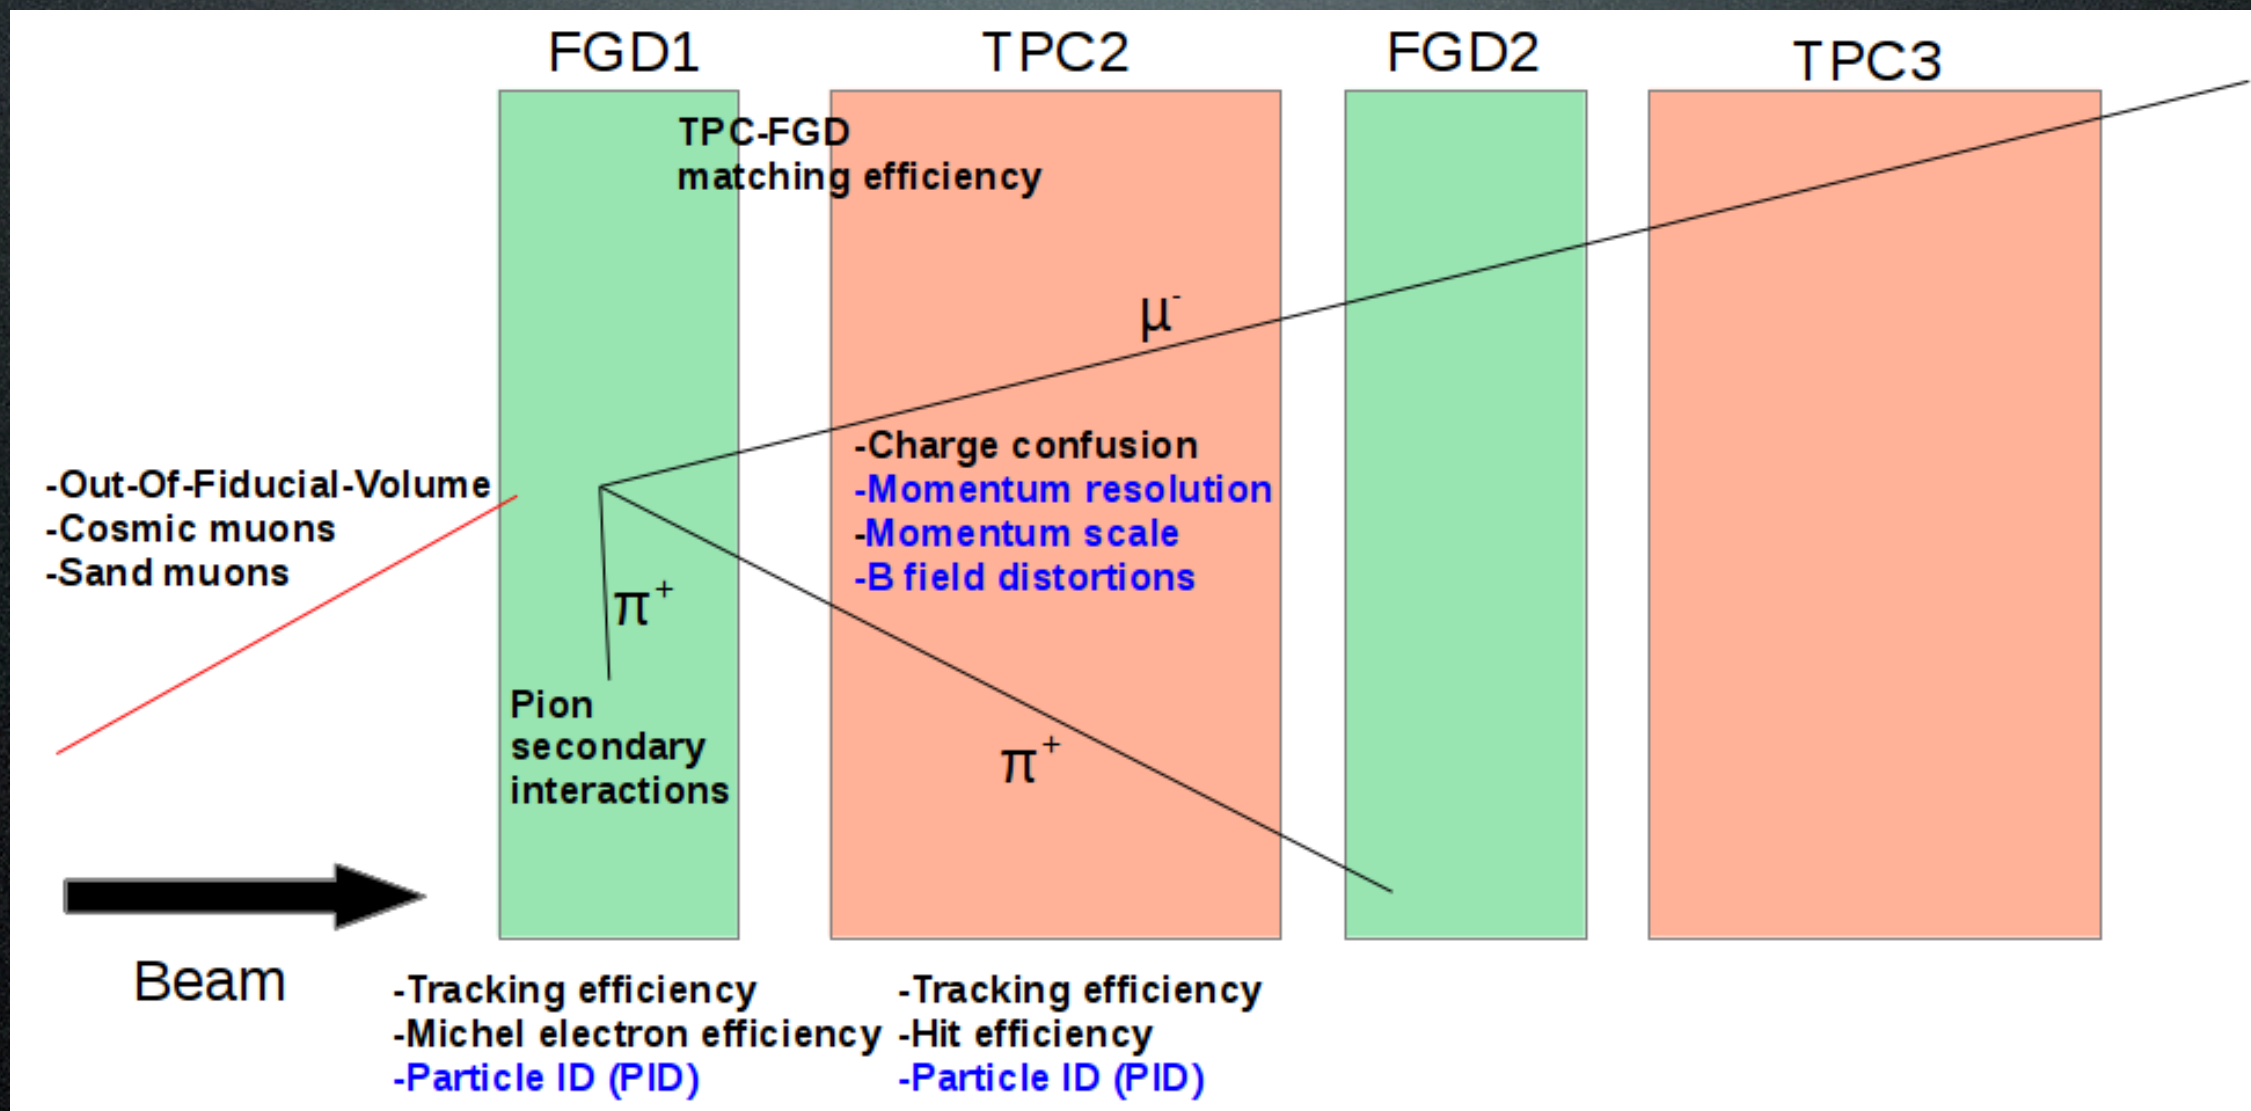 FGD1
TPC2
FGD2
TPC3
TPC-FGD
matching efficiency
μ-
-Charge confusion
-Momentum resolution
-Momentum scale
-B field distortions
-Out-Of-Fiducial-Volume
-Cosmic muons
-Sand muons
π+
Pion
secondary
interactions
π+
Beam
-Tracking efficiency
-Michel electron efficiency
-Particle ID (PID)
-Tracking efficiency
-Hit efficiency
-Particle ID (PID)